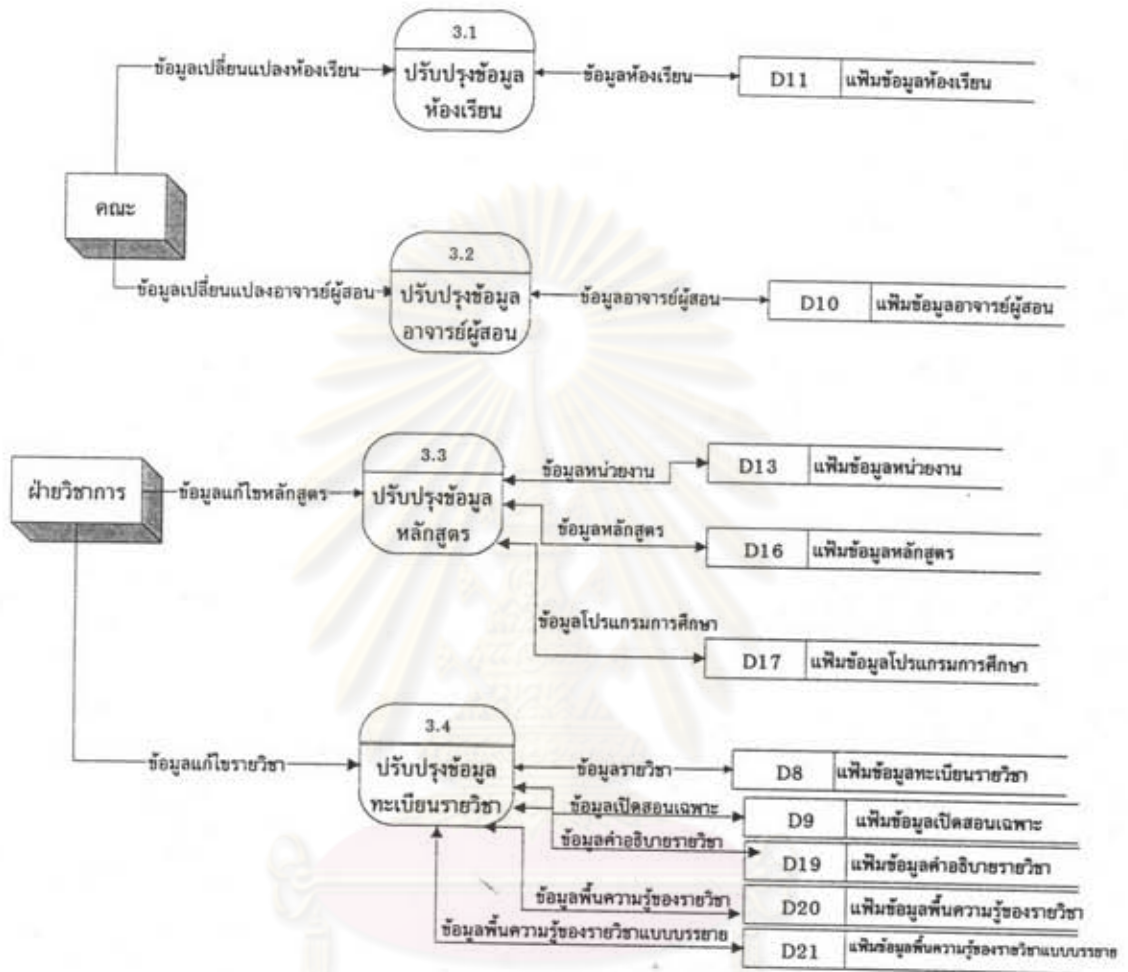 3.1
ข้อมูลเปลี่ยนแปลงห้องเรียน
ปรับปรุงข้อมูล
ห้องเรียน
ข้อมูลห้องเรียน
D11
แฟ้มข้อมูลห้องเรียน
คณะ
3.2
ข้อมูลเปลี่ยนแปลงอาจารย์ผู้สอน
ปรับปรุงข้อมูล
อาจารย์ผู้สอน
ข้อมูลอาจารย์ผู้สอน
D10
แฟ้มข้อมูลอาจารย์ผู้สอน
ฝ่ายวิชาการ
ข้อมูลแก้ไขหลักสูตร
3.3
ปรับปรุงข้อมูล
หลักสูตร
ข้อมูลหน่วยงาน
D13
แฟ้มข้อมูลหน่วยงาน
ข้อมูลหลักสูตร
D16
แฟ้มข้อมูลหลักสูตร
ข้อมูลโปรแกรมการศึกษา
D17
แฟ้มข้อมูลโปรแกรมการศึกษา
3.4
ข้อมูลแก้ไขรายวิชา
ปรับปรุงข้อมูล
ทะเบียนรายวิชา
ข้อมูลรายวิชา
D8
แฟ้มข้อมูลทะเบียนรายวิชา
ข้อมูลเปิดสอนเฉพาะ
D9
แฟ้มข้อมูลเปิดสอนเฉพาะ
ข้อมูลคำอธิบายรายวิชา
D19
แฟ้มข้อมูลคำอธิบายรายวิชา
ข้อมูลพื้นความรู้ของรายวิชา
D20
แฟ้มข้อมูลพื้นความรู้ของรายวิชา
ข้อมูลพื้นความรู้ของรายวิชาแบบบรรยาย
D21
แฟ้มข้อมูลพื้นความรู้ของรายวิชาแบบบรรยาย